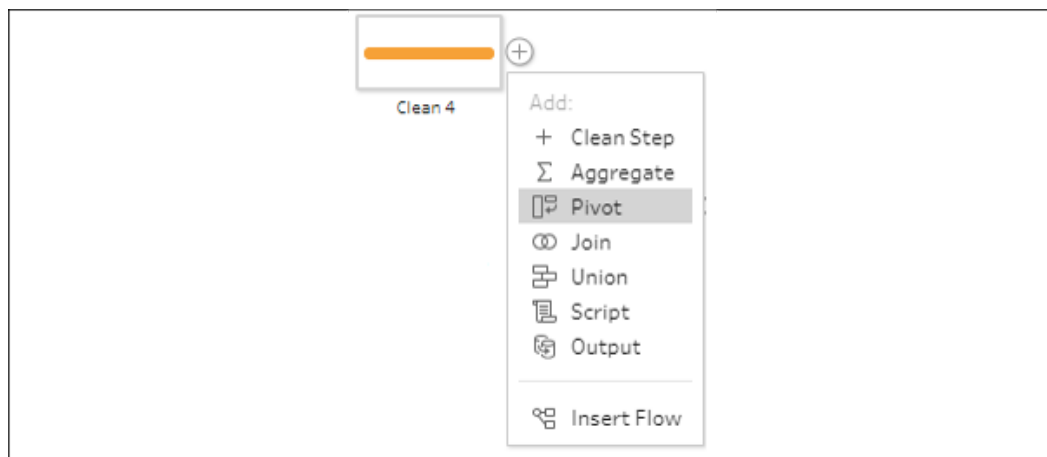 Clean 4
Add:
Clean Step
Aggregate
Pivot
Join
Union
Script
Output
Insert Flow